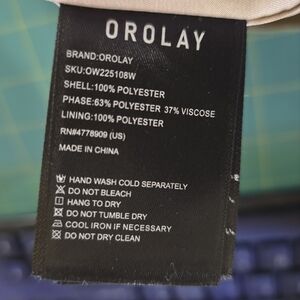 OROLAY
BRAND:OROLAY
SKU:OW225108W
SHELL:100% POLYESTER
PHASE:63% POLYESTER 37% VISCOSE
LINING:100% POLYESTER
RN#4778909 (US)
MADE IN CHINA
HAND WASH COLD SEPARATELY
DO NOT BLEACH
HANG TO DRY
DO NOT TUMBLE DRY
COOL IRON IF NECESSARY
DO NOT DRY CLEAN